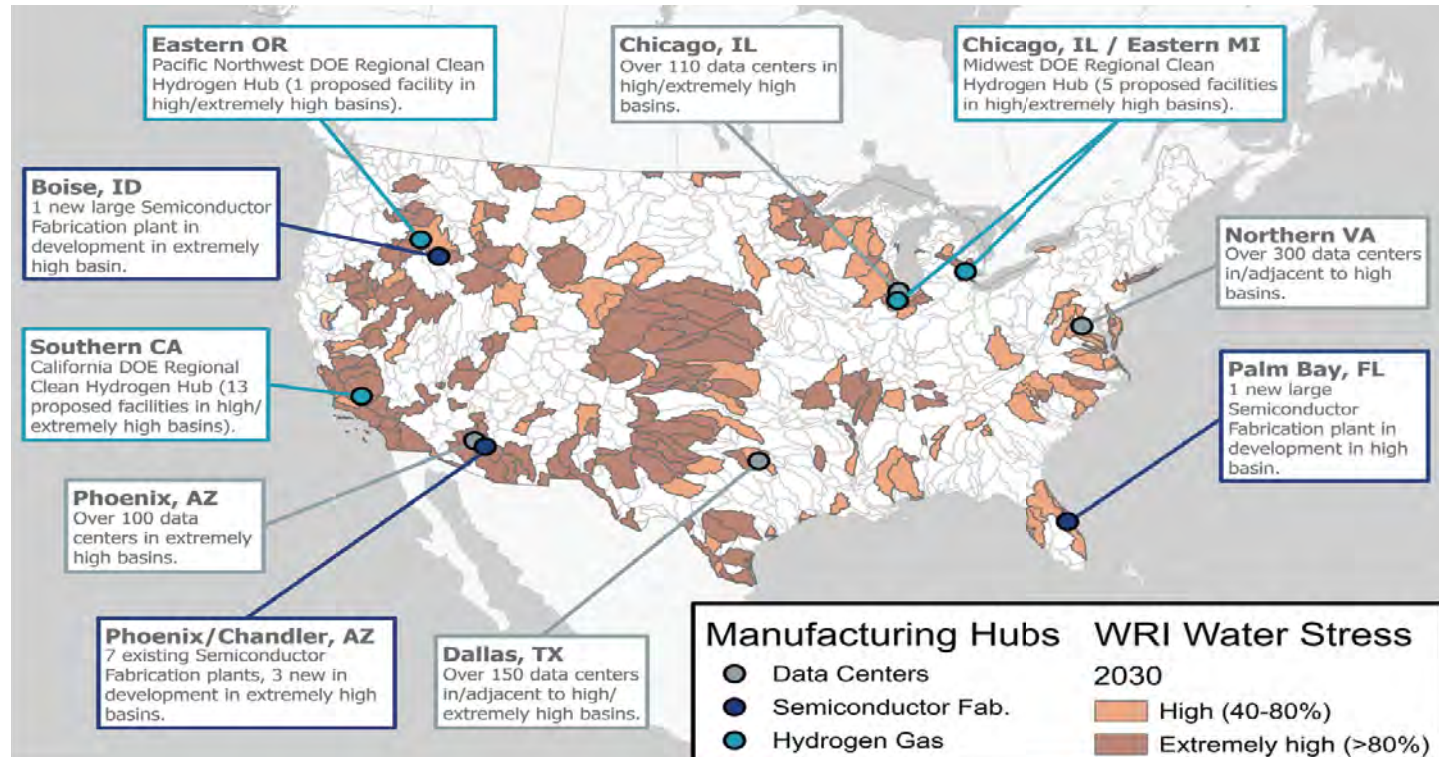 Eastern OR
Pacific Northwest DOE Regional Clean
Hydrogen Hub (1 proposed facility in
high/extremely high basins).
Chicago, IL
Over 110 data centers in
high/extremely high
basins.
Chicago, IL / Eastern MI
Midwest DOE Regional Clean
Hydrogen Hub (5 proposed facilities
in high/extremely high basins).
Boise, ID
1 new large Semiconductor
Fabrication plant in
development in extremely
high basin.
Northern VA
Over 300 data centers
in/adjacent to high
basins.
Southern CA
California DOE Regional
Clean Hydrogen Hub (13
proposed facilities in high/
extremely high basins).
Palm Bay, FL
1 new large
Semiconductor
Fabrication plant in
development in high
basin.
Phoenix, AZ
Over 100 data
centers in extremely
high basins.
Phoenix/Chandler, AZ
7 existing Semiconductor
Fabrication plants, 3 new in
development in extremely high
basins.
Dallas, TX
Over 150 data centers
in/adjacent to high/
extremely high basins.
Manufacturing Hubs
Data Centers
Semiconductor Fab.
Hydrogen Gas
WRI Water Stress
2030
High (40-80%)
Extremely high (>80%)